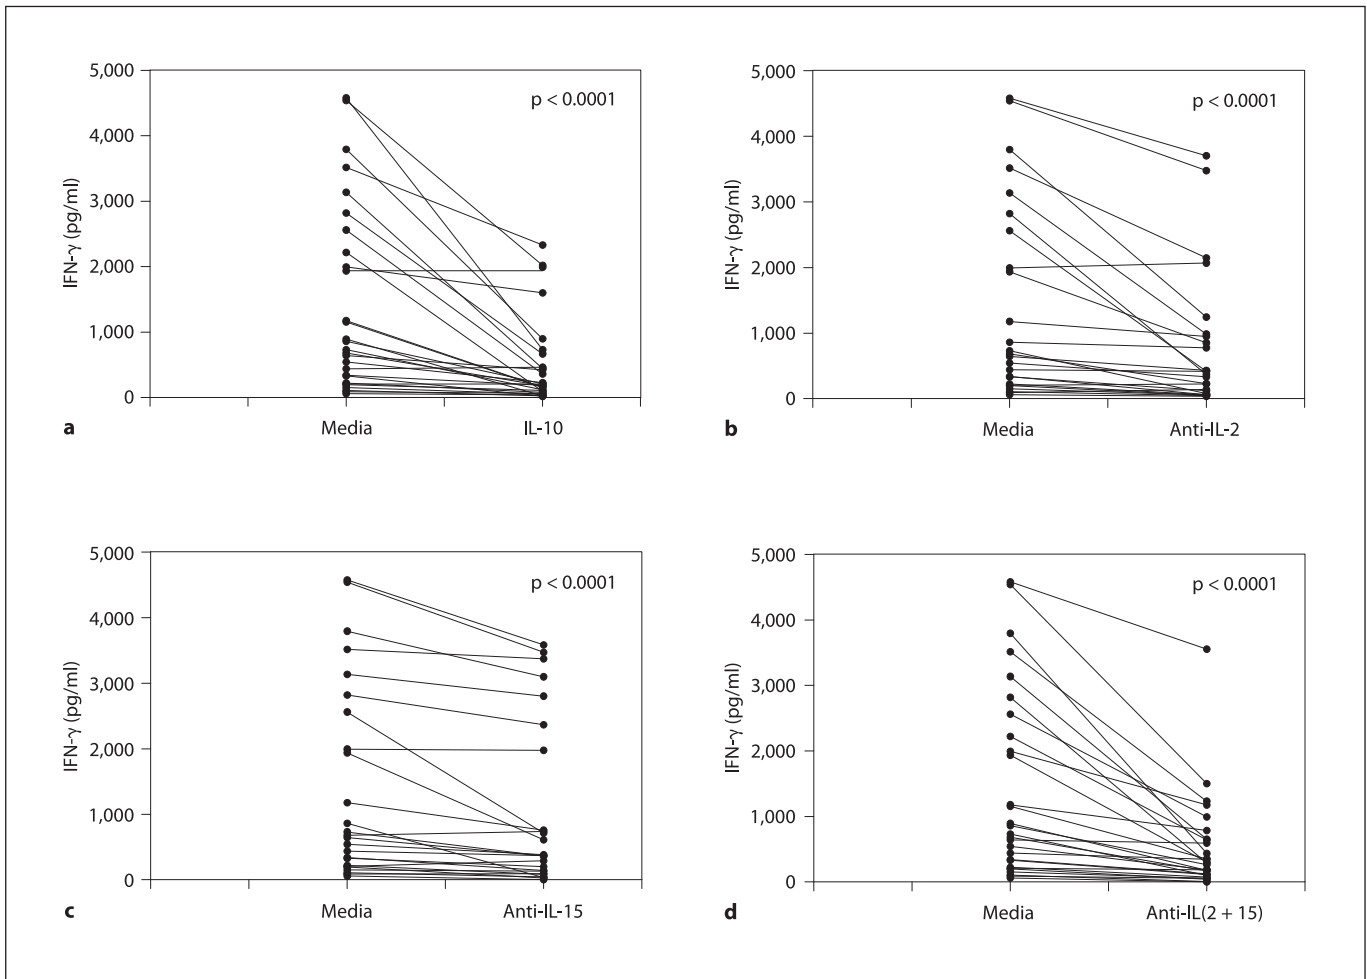 5,000
4,000
3,000
2,000
1,000
0
IFN-γ (pg/ml)
p < 0.0001
Media
IL-10
a
5,000
4,000
3,000
2,000
1,000
0
IFN-γ (pg/ml)
p < 0.0001
Media
Anti-IL-2
b
5,000
4,000
3,000
2,000
1,000
0
IFN-γ (pg/ml)
p < 0.0001
Media
Anti-IL-15
c
5,000
4,000
3,000
2,000
1,000
0
IFN-γ (pg/ml)
p < 0.0001
Media
Anti-IL(2 + 15)
d